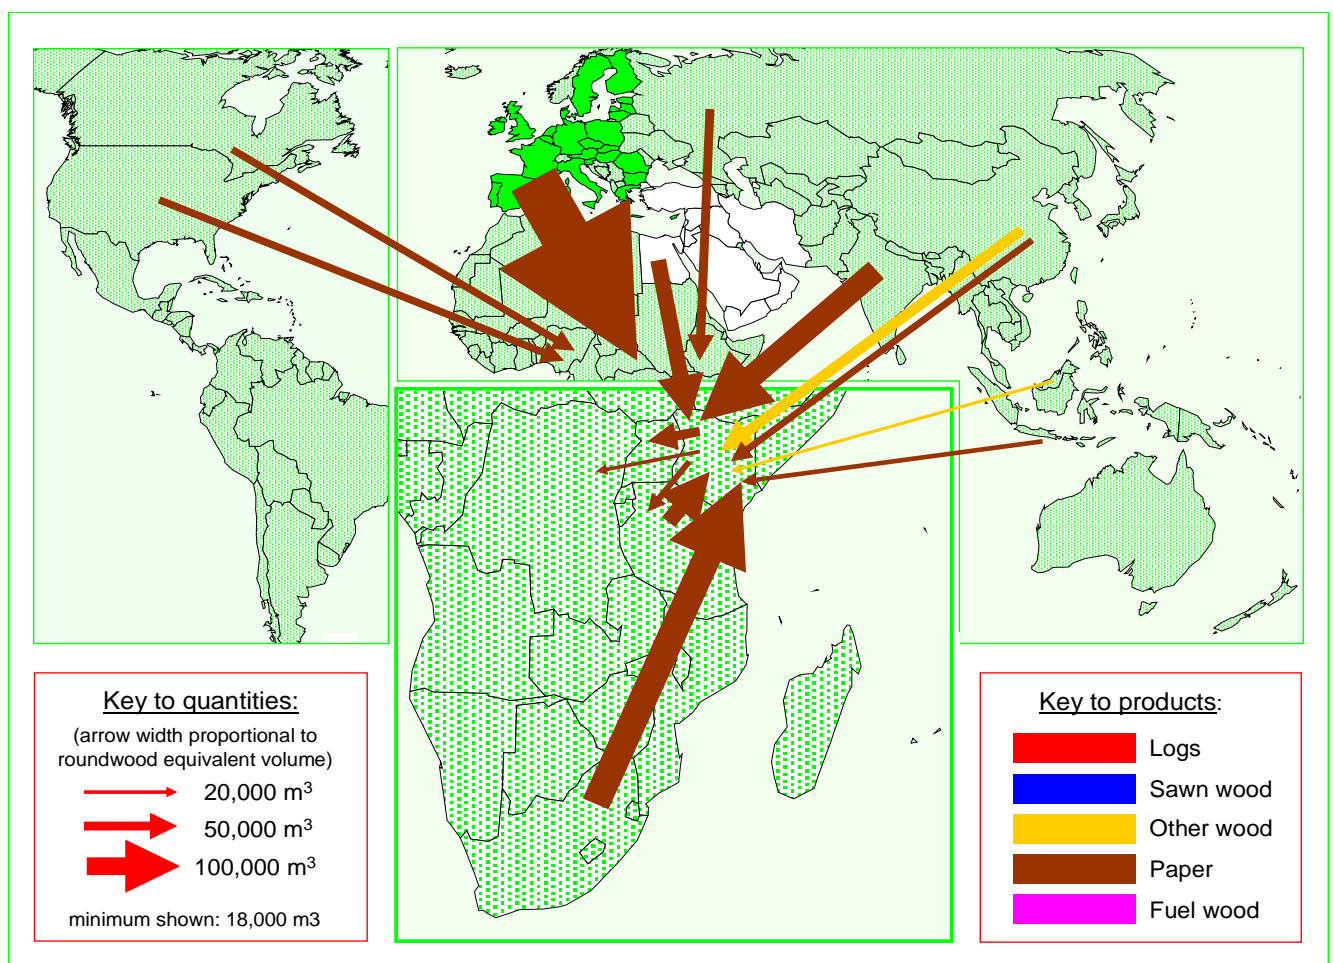 Key to quantities:
(arrow width proportional to
roundwood equivalent volume)
20,000 m³
50,000 m³
100,000 m³
minimum shown: 18,000 m3
Key to products:
Logs
Sawn wood
Other wood
Paper
Fuel wood